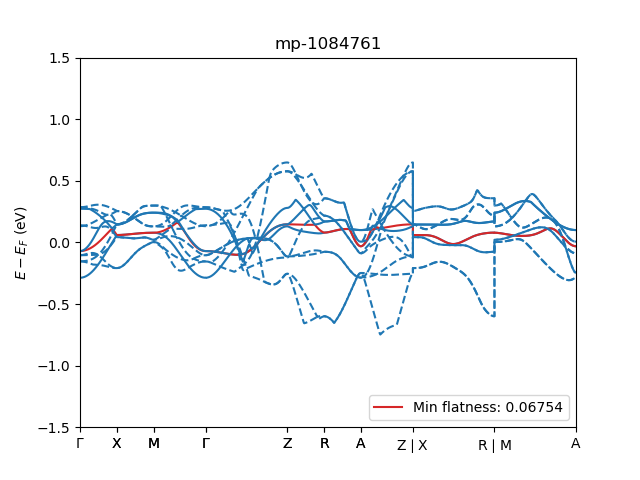 mp-1084761
E − E_F (eV)
1.5
1.0
0.5
0.0
−0.5
−1.0
−1.5
Min flatness: 0.06754
Γ X M Γ Z R A Z | X R | M A